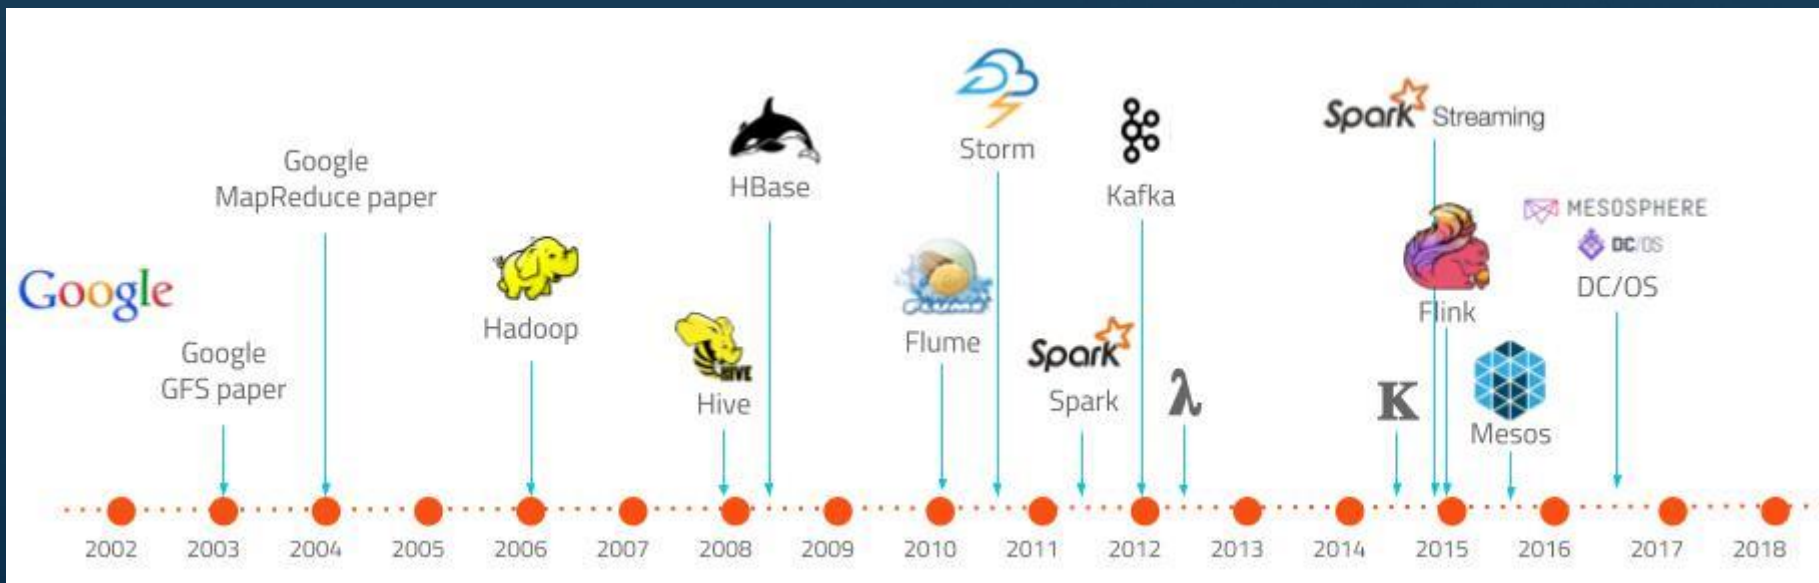 Google
Google
GFS paper
Google
MapReduce paper
Hadoop
HIVE
Hive
HBase
FLUME
Flume
Storm
Spark
Spark
Kafka
λ
K
Spark Streaming
Flink
Mesos
MESOSPHERE
DC/OS
DC/OS
2002 2003 2004 2005 2006 2007 2008 2009 2010 2011 2012 2013 2014 2015 2016 2017 2018